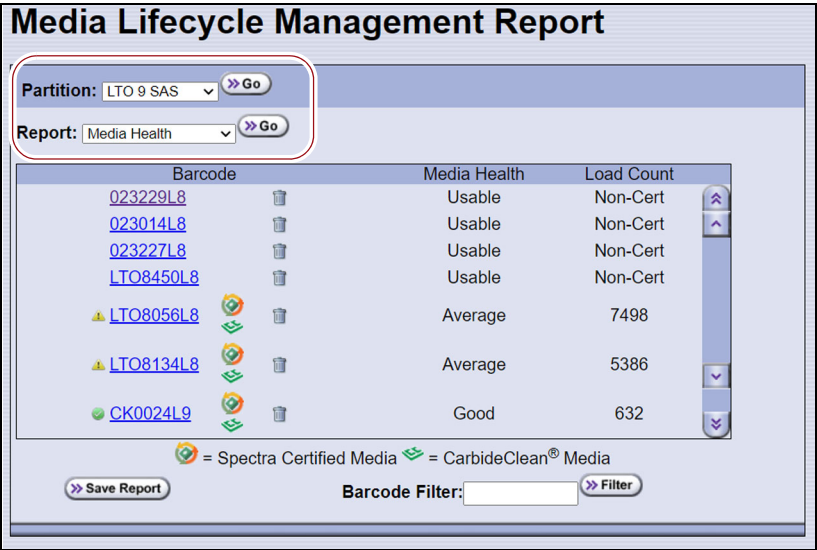 Media Lifecycle Management Report
Partition: LTO 9 SAS Go
Report: Media Health Go
Barcode Media Health Load Count
023229L8 Usable Non-Cert
023014L8 Usable Non-Cert
023227L8 Usable Non-Cert
LTO8450L8 Usable Non-Cert
LTO8056L8 Average 7498
LTO8134L8 Average 5386
CK0024L9 Good 632
= Spectra Certified Media = CarbideClean® Media
Save Report Barcode Filter: Filter